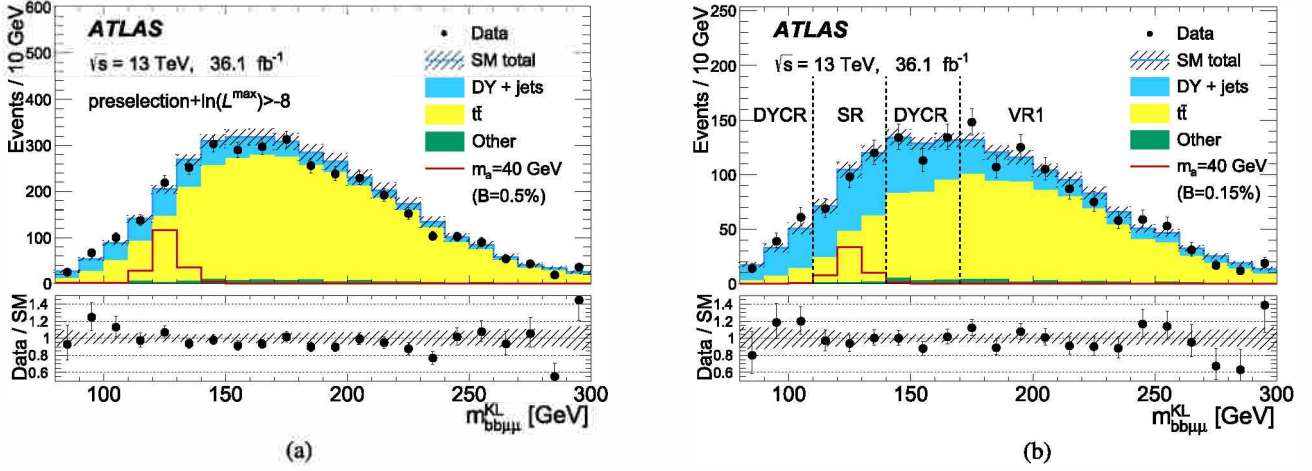 ATLAS
√s = 13 TeV, 36.1 fb⁻¹
preselection+ln(Lᵐᵃˣ)>-8
Data
SM total
DY + jets
tt̄
Other
mₐ=40 GeV
(B=0.5%)
Events / 10 GeV
600
500
400
300
200
100
0
Data / SM
1.4
1.2
1
0.8
0.6
100 150 200 250 300
m^KL_bbμμ [GeV]
(a)
ATLAS
√s = 13 TeV, 36.1 fb⁻¹
DYCR SR DYCR VR1
Data
SM total
DY + jets
tt̄
Other
mₐ=40 GeV
(B=0.15%)
Events / 10 GeV
250
200
150
100
50
0
Data / SM
1.4
1.2
1
0.8
0.6
100 150 200 250 300
m^KL_bbμμ [GeV]
(b)